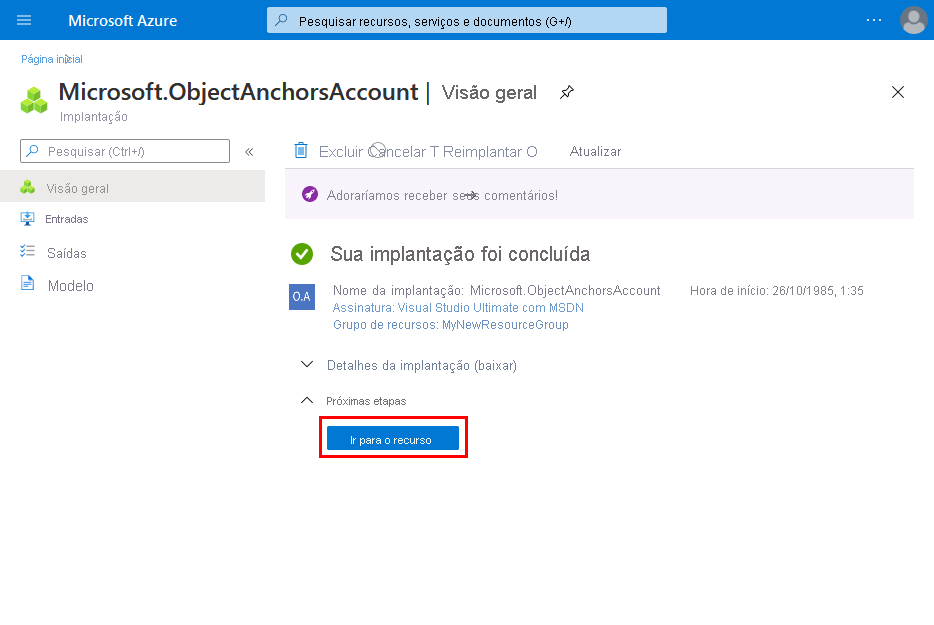 Microsoft Azure
Pesquisar recursos, serviços e documentos (G+/)
Página inicial
Microsoft.ObjectAnchorsAccount | Visão geral
Implantação
Pesquisar (Ctrl+/)
Excluir Cancelar T Reimplantar O Atualizar
Visão geral
Adoraríamos receber seus comentários!
Entradas
Saídas
Modelo
Sua implantação foi concluída
O.A
Nome da implantação: Microsoft.ObjectAnchorsAccount
Hora de início: 26/10/1985, 1:35
Assinatura: Visual Studio Ultimate com MSDN
Grupo de recursos: MyNewResourceGroup
Detalhes da implantação (baixar)
Próximas etapas
Ir para o recurso